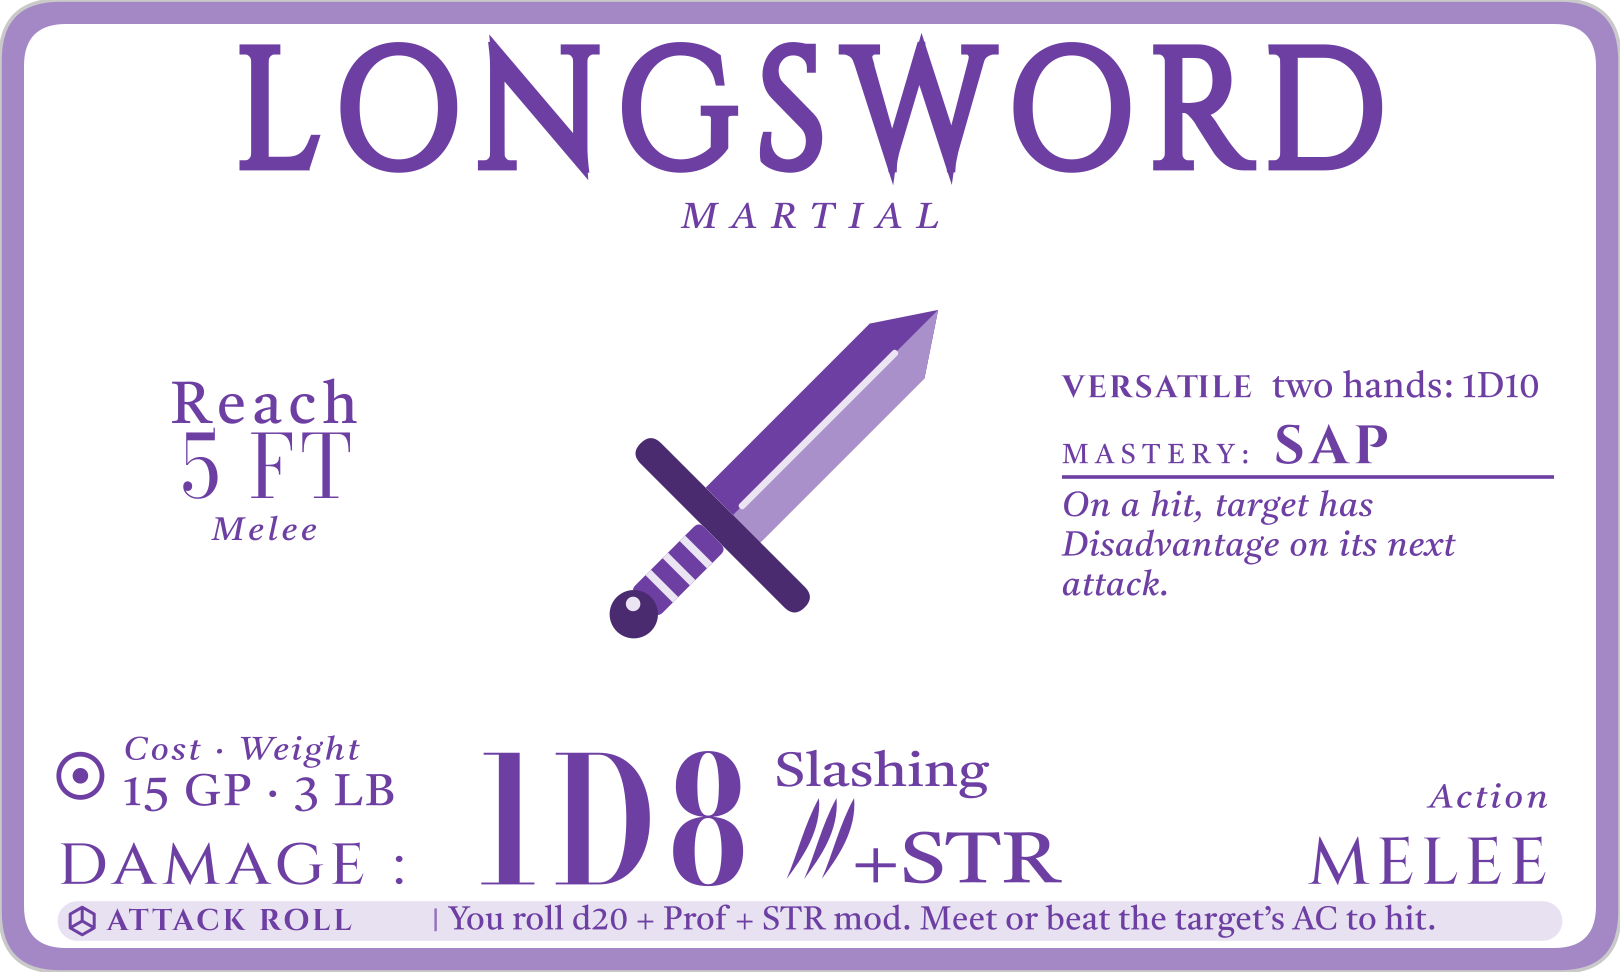 LONGSWORD
MARTIAL
Reach
5 FT
Melee
VERSATILE two hands: 1D10
MASTERY: SAP
On a hit, target has
Disadvantage on its next
attack.
Cost · Weight
15 GP · 3 LB
DAMAGE :
1D8
Slashing
+STR
Action
MELEE
ATTACK ROLL | You roll d20 + Prof + STR mod. Meet or beat the target’s AC to hit.